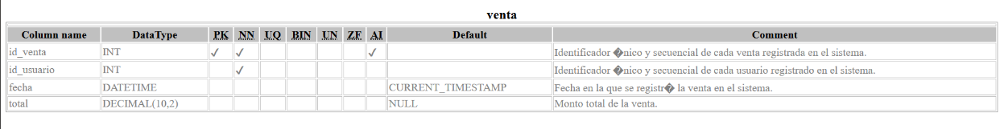 venta
Column name DataType PK NN UQ BIN UN ZF AI Default Comment
id_venta INT ✓ ✓ ✓ Identificador �nico y secuencial de cada venta registrada en el sistema.
id_usuario INT ✓ Identificador �nico y secuencial de cada usuario registrado en el sistema.
fecha DATETIME CURRENT_TIMESTAMP Fecha en la que se registr� la venta en el sistema.
total DECIMAL(10,2) NULL Monto total de la venta.